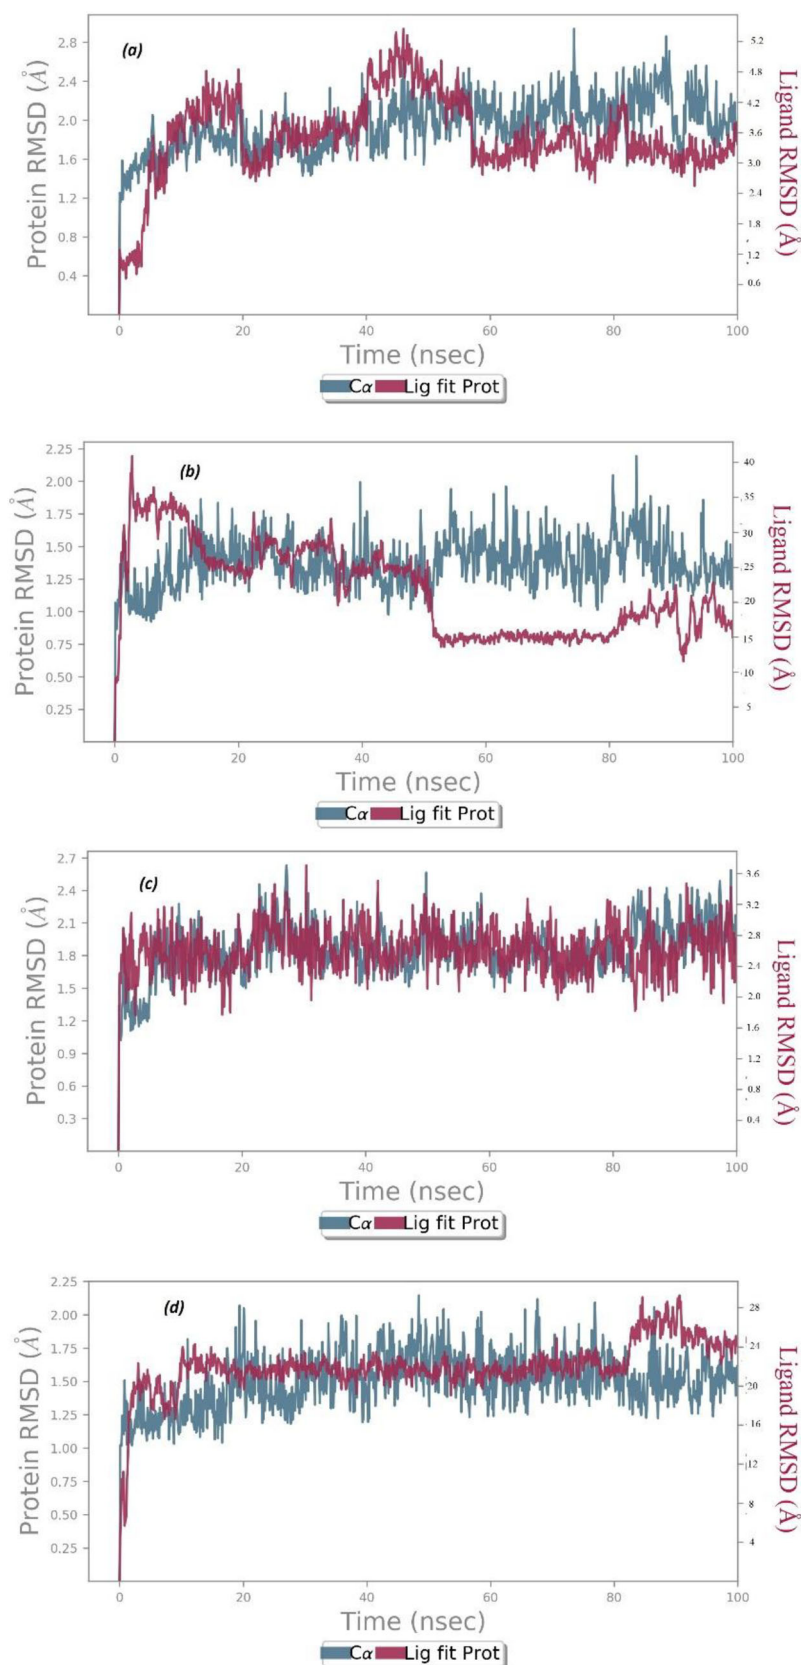 (a)
Protein RMSD (Å)
2.8
2.4
2.0
1.6
1.2
0.8
0.4
5.4
4.8
4.2
3.6
3.0
2.4
1.8
1.2
0.6
Ligand RMSD (Å)
0 20 40 60 80 100
Time (nsec)
Cα Lig fit Prot
(b)
Protein RMSD (Å)
2.25
2.00
1.75
1.50
1.25
1.00
0.75
0.50
0.25
40
35
30
25
20
15
10
5
Ligand RMSD (Å)
0 20 40 60 80 100
Time (nsec)
Cα Lig fit Prot
(c)
Protein RMSD (Å)
2.7
2.4
2.1
1.8
1.5
1.2
0.9
0.6
0.3
3.6
3.2
2.8
2.4
2.0
1.6
1.2
0.8
0.4
Ligand RMSD (Å)
0 20 40 60 80 100
Time (nsec)
Cα Lig fit Prot
(d)
Protein RMSD (Å)
2.25
2.00
1.75
1.50
1.25
1.00
0.75
0.50
0.25
28
24
20
16
12
8
4
Ligand RMSD (Å)
0 20 40 60 80 100
Time (nsec)
Cα Lig fit Prot